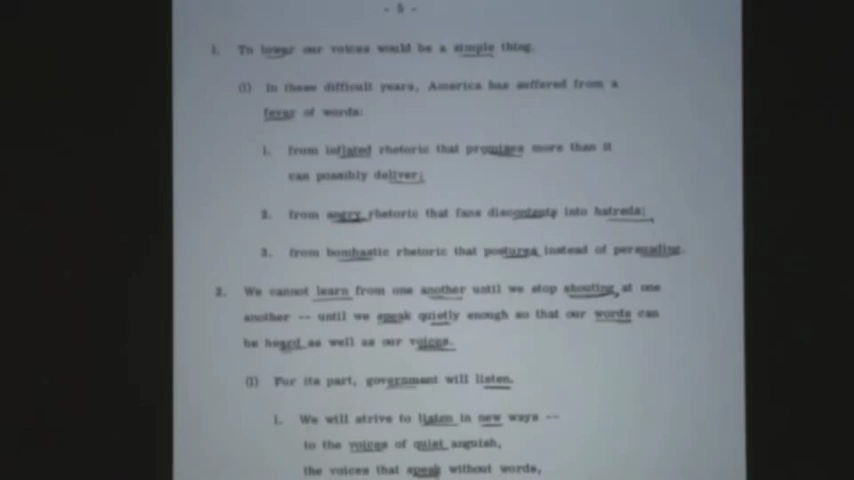 - 5 -
1. To lower our voices would be a simple thing.
(1) In these difficult years, America has suffered from a
fever of words:
1. from inflated rhetoric that promises more than it
can possibly deliver;
2. from angry rhetoric that fans discontents into hatreds;
3. from bombastic rhetoric that postures instead of persuading.
2. We cannot learn from one another until we stop shouting at one
another -- until we speak quietly enough so that our words can
be heard as well as our voices.
(1) For its part, government will listen.
1. We will strive to listen in new ways --
to the voices of quiet anguish,
the voices that speak without words,